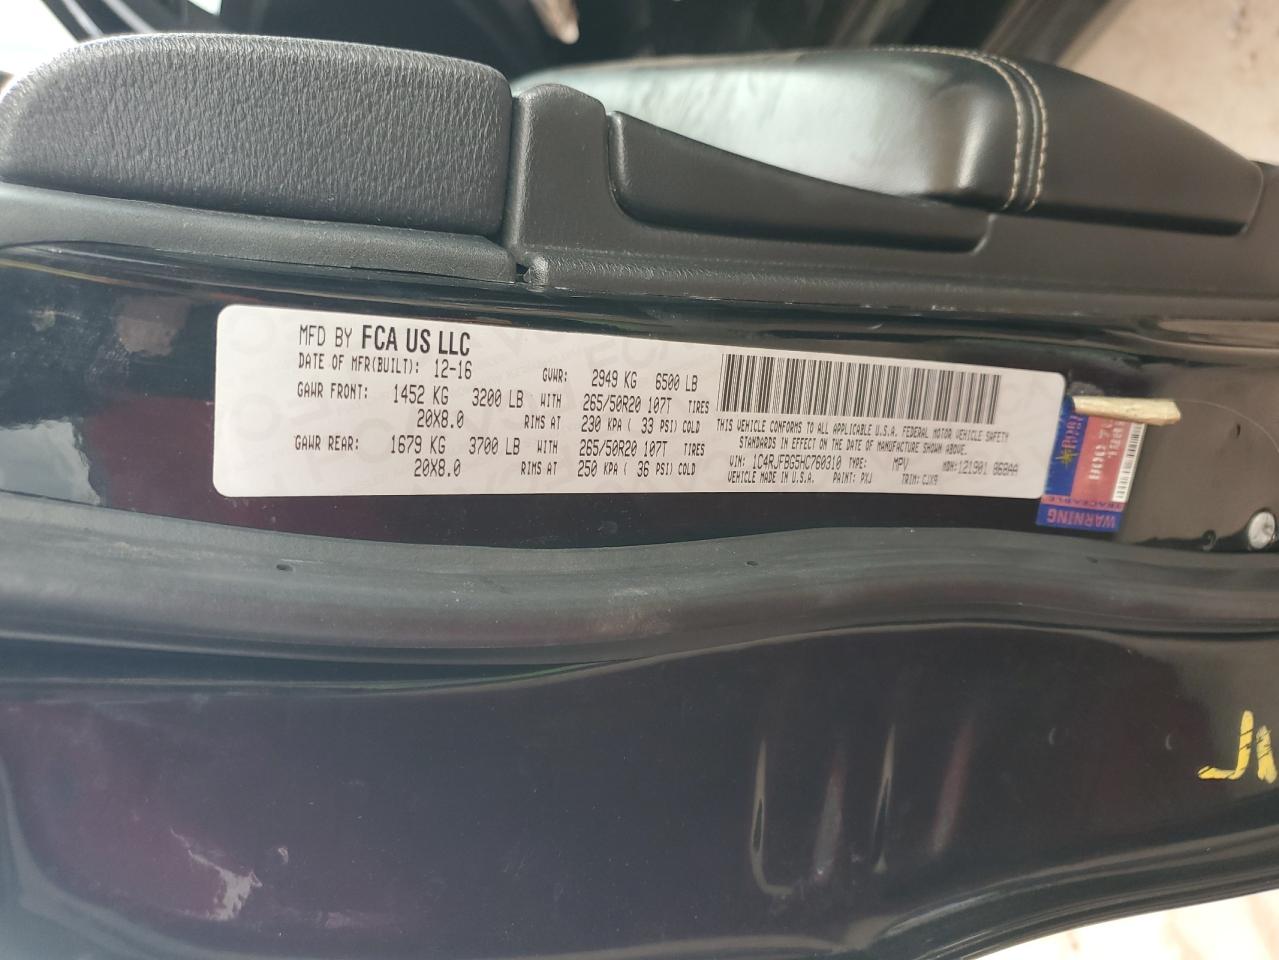 MFD BY FCA US LLC
DATE OF MFR(BUILT): 12-16 GVWR: 2949 KG 6500 LB
GAWR FRONT: 1452 KG 3200 LB WITH 265/50R20 107T TIRES
20X8.0 RIMS AT 230 KPA ( 33 PSI) COLD
GAWR REAR: 1679 KG 3700 LB WITH 265/50R20 107T TIRES
20X8.0 RIMS AT 250 KPA ( 36 PSI) COLD
THIS VEHICLE CONFORMS TO ALL APPLICABLE U.S.A. FEDERAL MOTOR VEHICLE SAFETY
STANDARDS IN EFFECT ON THE DATE OF MANUFACTURE SHOWN ABOVE.
VIN: 1C4RJFBG5HC760310 TYPE: MPV MDH: 121901 868AA
VEHICLE MADE IN U.S.A. PAINT: PXJ TRIM: CJX9
WARNING
TRACEABLE